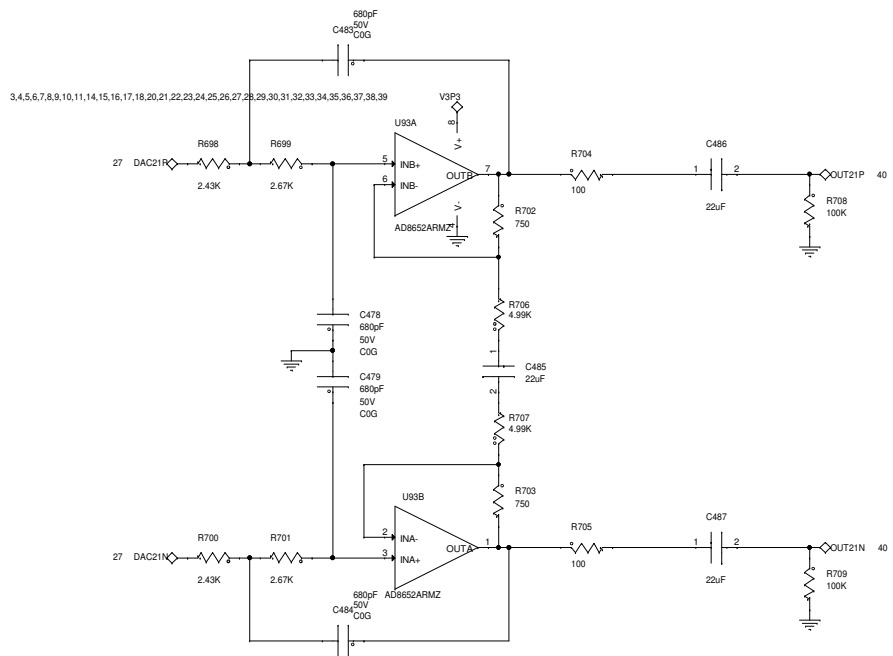 680pF
50V
C0G
C483
3,4,5,6,7,8,9,10,11,14,15,16,17,18,20,21,22,23,24,25,26,27,28,29,30,31,32,33,34,35,36,37,38,39
V3P3
U93A
8
V+
R698
R699
R704
C486
27 DAC21R
5
INB+
7
1
2
OUT21P 40
6
INB-
OUTB
2.43K
2.67K
100
R702
750
22uF
R708
100K
V-
4
AD8652ARMZ
R706
4.99K
C478
680pF
50V
C0G
1
C485
22uF
2
C479
680pF
50V
C0G
R707
4.99K
U93B
R703
750
R700
R701
R705
C487
2
INA-
27 DAC21N
3
INA+
OUTA
1
1
2
OUT21N 40
2.43K
2.67K
100
22uF
R709
100K
AD8652ARMZ
680pF
50V
C0G
C484